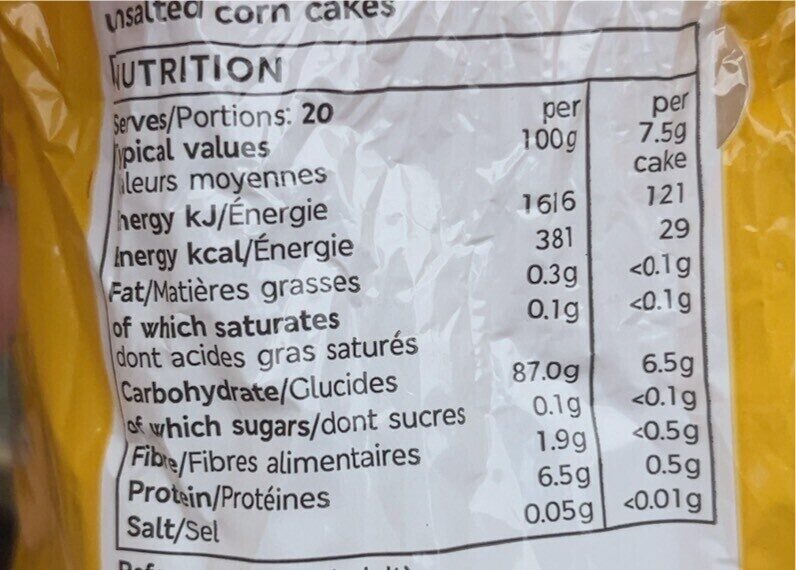 unsalted corn cakes
NUTRITION
Serves/Portions: 20 per per
Typical values 100g 7.5g
Valeurs moyennes cake
Energy kJ/Énergie 1616 121
Energy kcal/Énergie 381 29
Fat/Matières grasses 0.3g <0.1g
of which saturates 0.1g <0.1g
dont acides gras saturés
Carbohydrate/Glucides 87.0g 6.5g
of which sugars/dont sucres 0.1g <0.1g
Fibre/Fibres alimentaires 1.9g <0.5g
Protein/Protéines 6.5g 0.5g
Salt/Sel 0.05g <0.01g